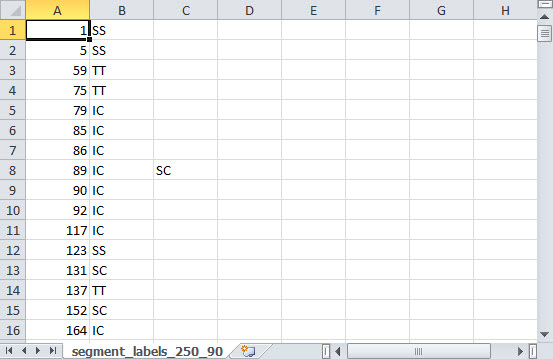 A B C D E F G H
1 1 SS
2 5 SS
3 59 TT
4 75 TT
5 79 IC
6 85 IC
7 86 IC
8 89 IC SC
9 90 IC
10 92 IC
11 117 IC
12 123 SS
13 131 SC
14 137 TT
15 152 SC
16 164 IC
segment_labels_250_90